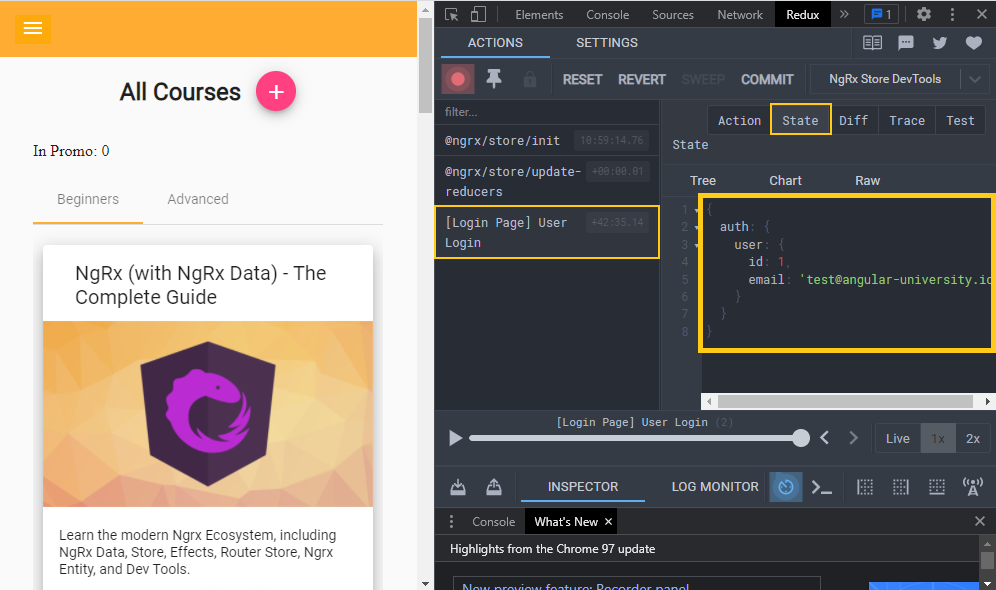 All Courses
+
In Promo: 0
Beginners
Advanced
NgRx (with NgRx Data) - The
Complete Guide
Learn the modern Ngrx Ecosystem, including
NgRx Data, Store, Effects, Router Store, Ngrx
Entity, and Dev Tools.
Elements Console Sources Network Redux » 1
ACTIONS SETTINGS
RESET REVERT SWEEP COMMIT NgRx Store DevTools
filter...
@ngrx/store/init 10:59:14.76
@ngrx/store/update- +00:00.01
reducers
[Login Page] User +42:35.14
Login
Action State Diff Trace Test
State
Tree Chart Raw
1 {
2 auth: {
3 user: {
4 id: 1,
5 email: 'test@angular-university.io
6 }
7 }
8 }
[Login Page] User Login (2)
Live 1x 2x
INSPECTOR LOG MONITOR
Console What's New ×
Highlights from the Chrome 97 update
New preview feature: Recorder panel